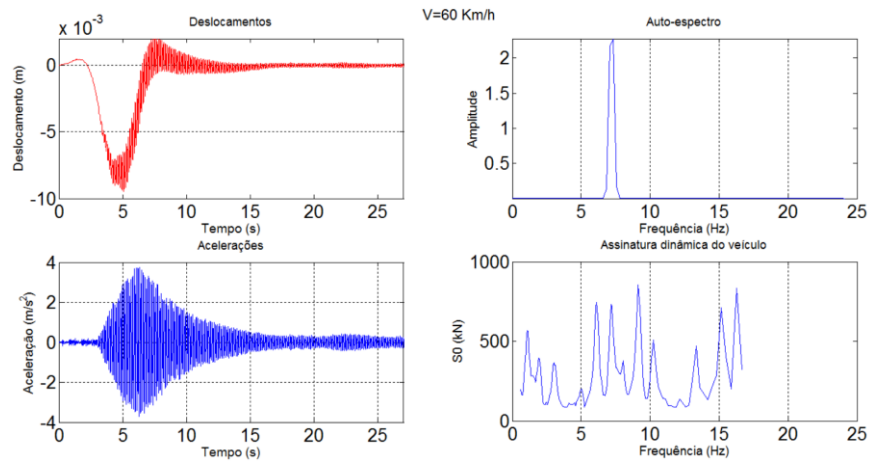 V=60 Km/h
Deslocamentos
x 10^-3
Deslocamento (m)
0
-5
-10
0 5 10 15 20 25
Tempo (s)
Auto-espectro
Amplitude
2
1.5
1
0.5
0 5 10 15 20 25
Frequência (Hz)
Acelerações
Aceleração (m/s²)
4
2
0
-2
-4
0 5 10 15 20 25
Tempo (s)
Assinatura dinâmica do veículo
S0 (kN)
1000
500
0
0 5 10 15 20 25
Frequência (Hz)